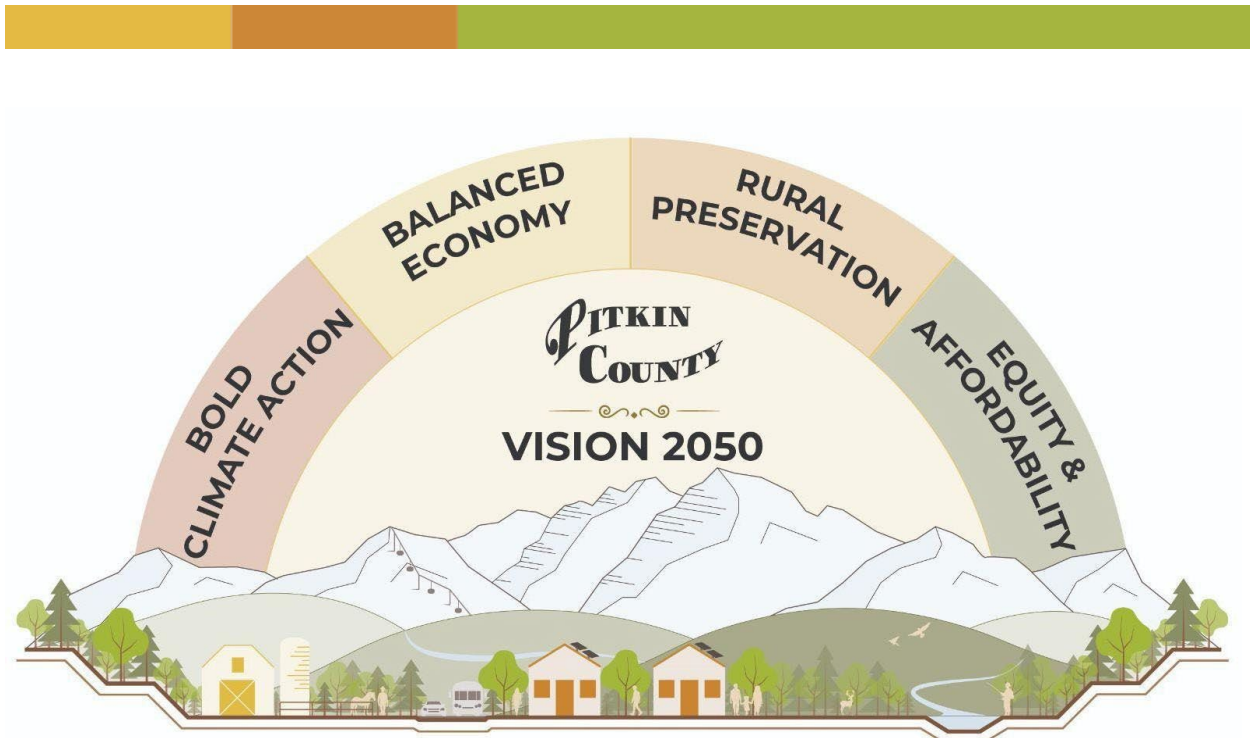 BOLD
CLIMATE ACTION
BALANCED
ECONOMY
RURAL
PRESERVATION
EQUITY &
AFFORDABILITY
PITKIN
COUNTY
VISION 2050